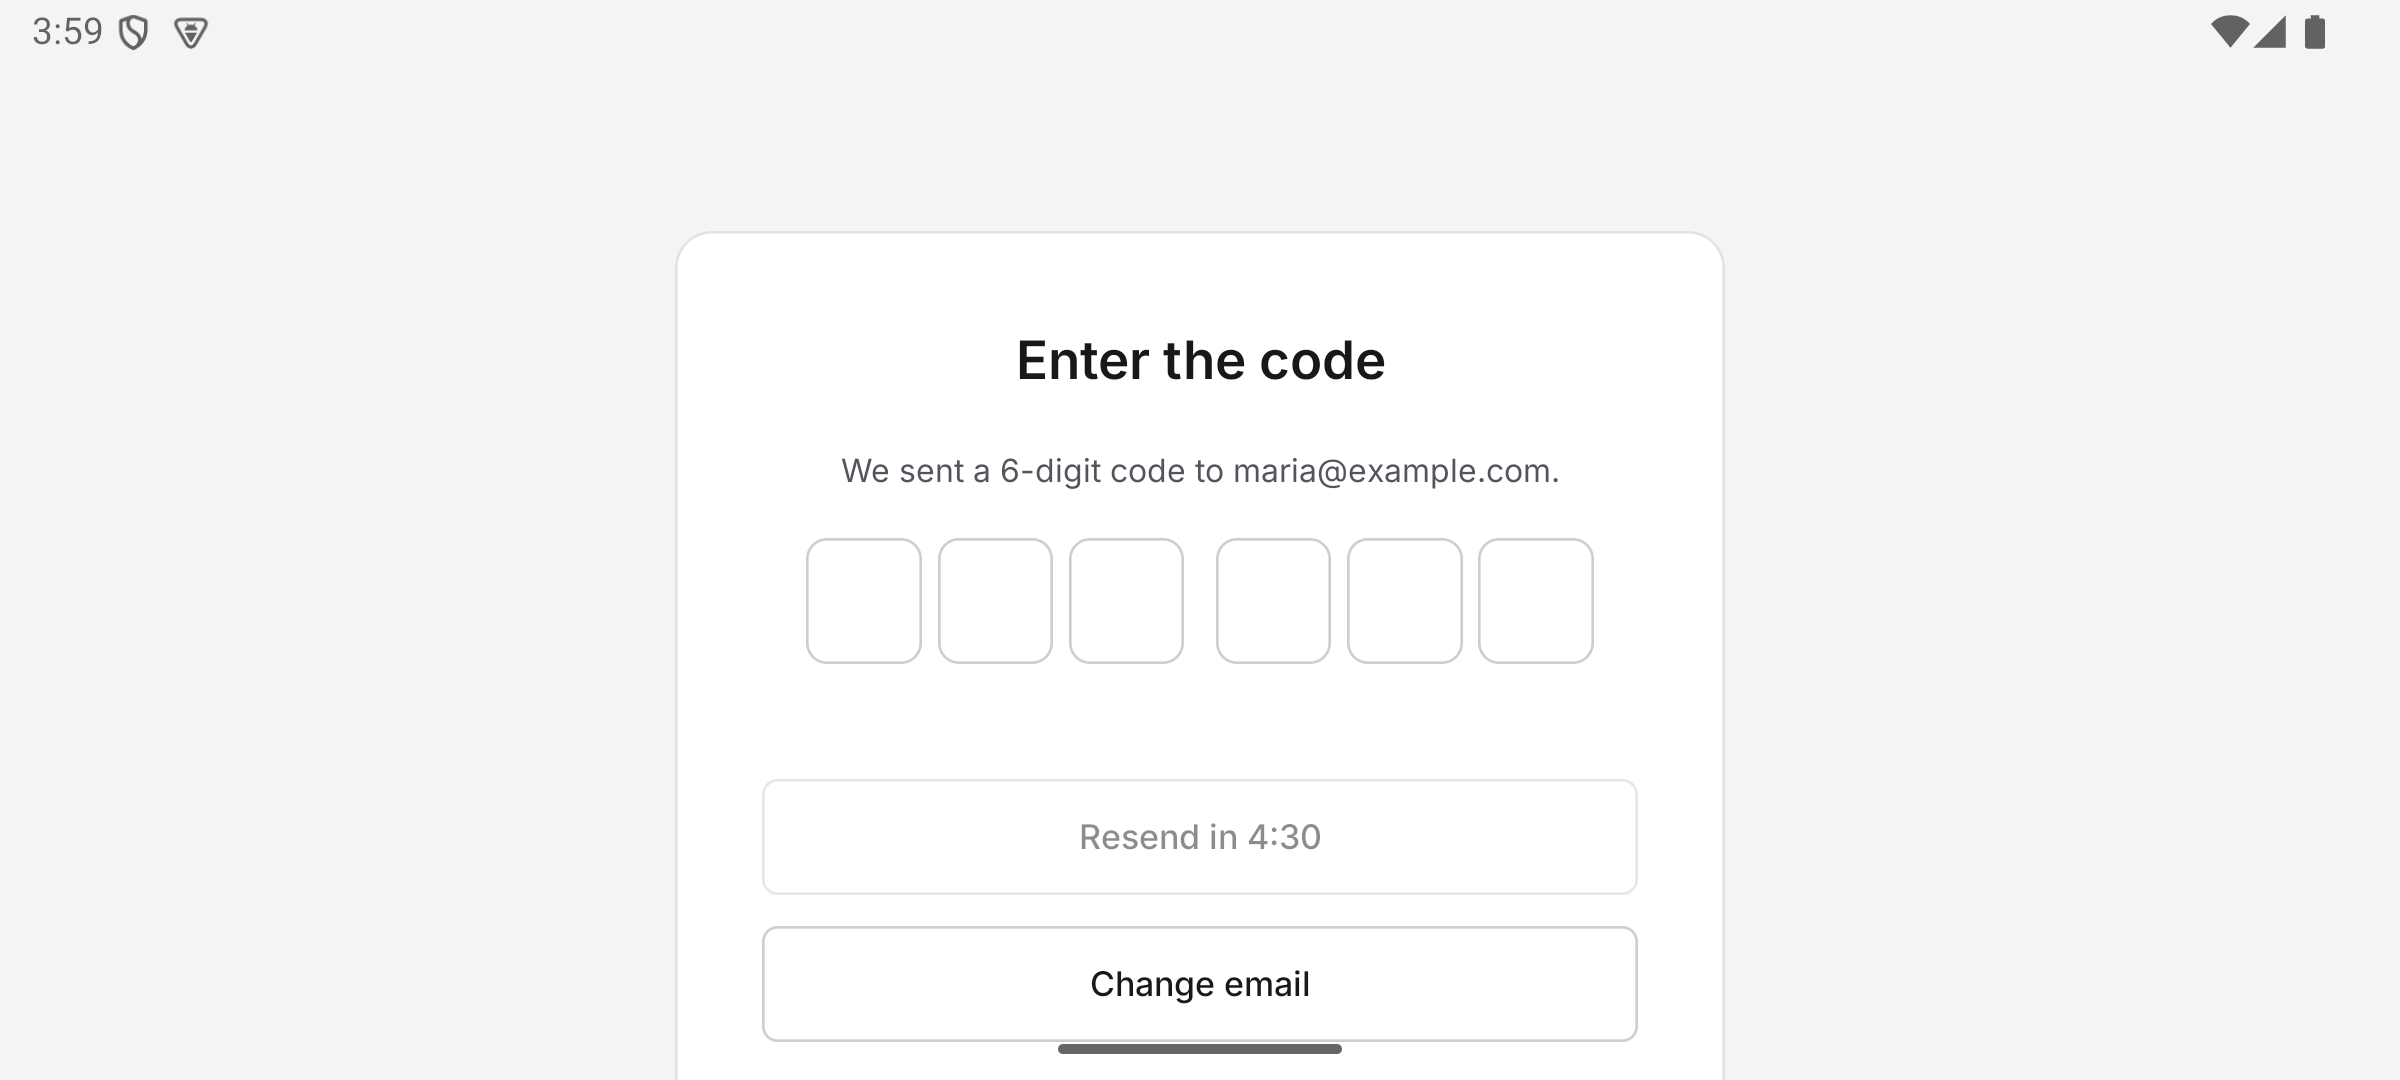 3:59
Enter the code
We sent a 6-digit code to maria@example.com.
Resend in 4:30
Change email